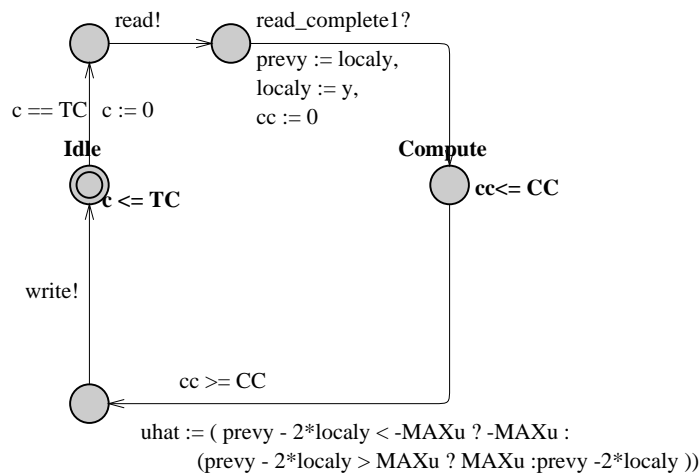 read!
read_complete1?
prevy := localy,
localy := y,
cc := 0
c == TC c := 0
Idle
Compute
c <= TC
cc<= CC
write!
cc >= CC
uhat := ( prevy - 2*localy < -MAXu ? -MAXu :
(prevy - 2*localy > MAXu ? MAXu :prevy -2*localy ))